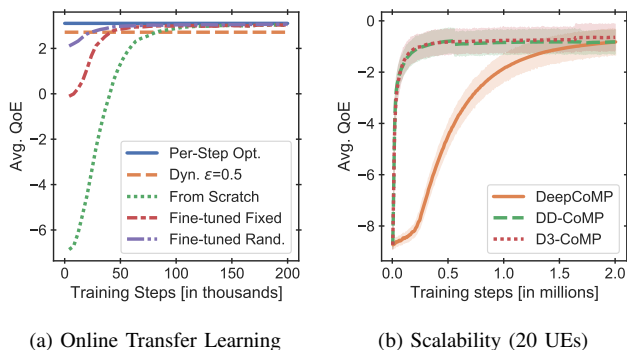 Avg. QoE
2
0
−2
−4
−6
Per-Step Opt.
Dyn. ε=0.5
From Scratch
Fine-tuned Fixed
Fine-tuned Rand.
0 50 100 150 200
Training Steps [in thousands]
(a) Online Transfer Learning
Avg. QoE
0
−2
−4
−6
−8
DeepCoMP
DD-CoMP
D3-CoMP
0.0 0.5 1.0 1.5 2.0
Training steps [in millions]
(b) Scalability (20 UEs)